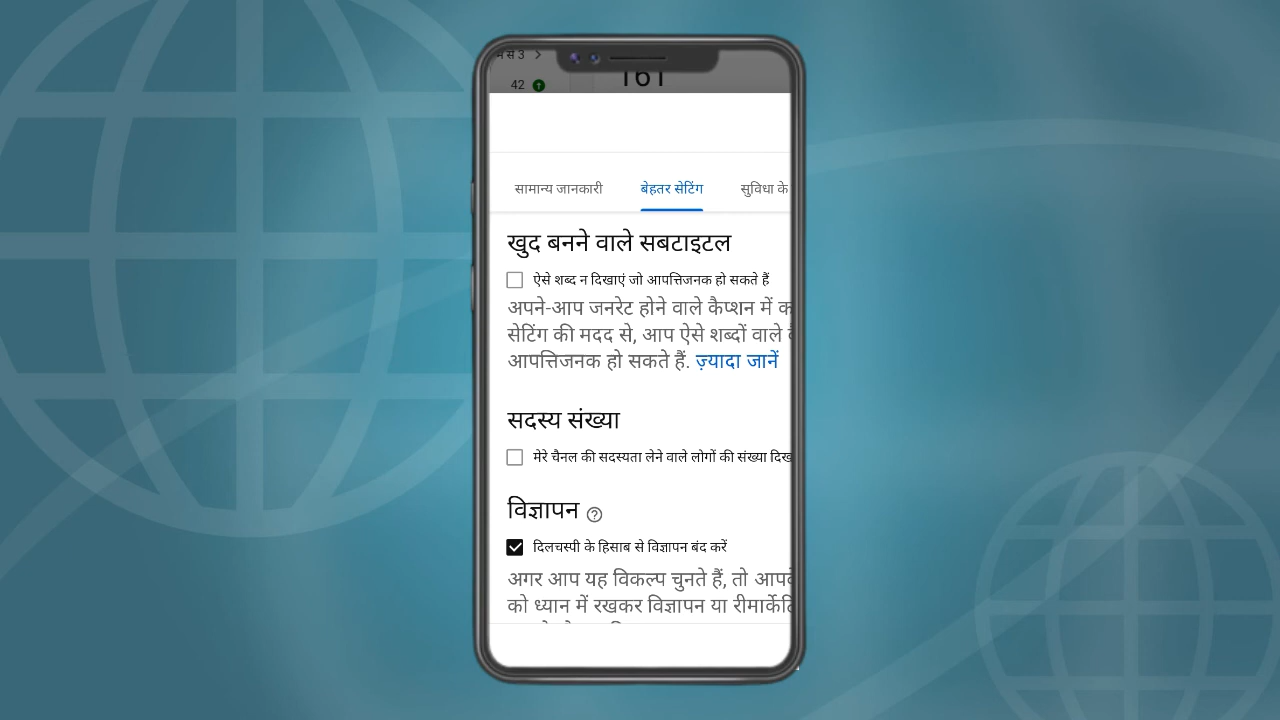 से 3
42
161
सामान्य जानकारी बेहतर सेटिंग सुविधा के
खुद बनने वाले सबटाइटल
ऐसे शब्द न दिखाएं जो आपत्तिजनक हो सकते हैं
अपने-आप जनरेट होने वाले कैप्शन में
सेटिंग की मदद से, आप ऐसे शब्दों वाले
आपत्तिजनक हो सकते हैं. ज़्यादा जानें
सदस्य संख्या
मेरे चैनल की सदस्यता लेने वाले लोगों की संख्या
विज्ञापन
दिलचस्पी के हिसाब से विज्ञापन बंद करें
अगर आप यह विकल्प चुनते हैं, तो
को ध्यान में रखकर विज्ञापन या